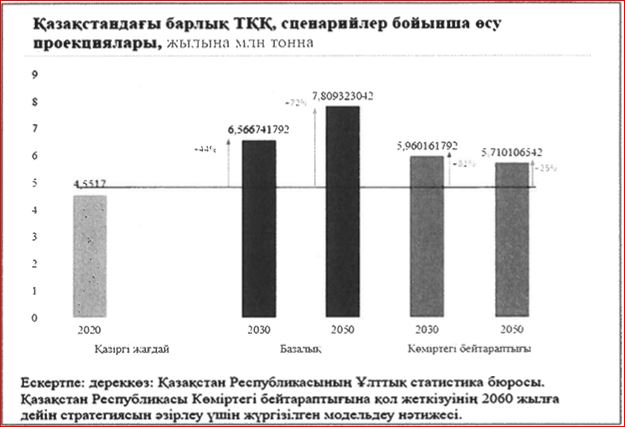 Қазақстандағы барлық ТҚҚ, сценарийлер бойынша өсу
проекциялары, жылына млн тонна
9
8
7
6
5
4
3
2
1
0
4,5517
+44%
6,566741792
+72%
7,809323042
5,960161792
5,710106542
+25%
2020
2030
2050
2030
2050
Қазіргі жағдай
Базалық
Көміртегі бейтараптығы
Ескертпе: дереккөз: Қазақстан Республикасының Ұлттық статистика бюросы.
Қазақстан Республикасы Көміртегі бейтараптығына қол жеткізуінің 2060 жылға
дейін стратегиясын әзірлеу үшін жүргізілген модельдеу нәтижесі.